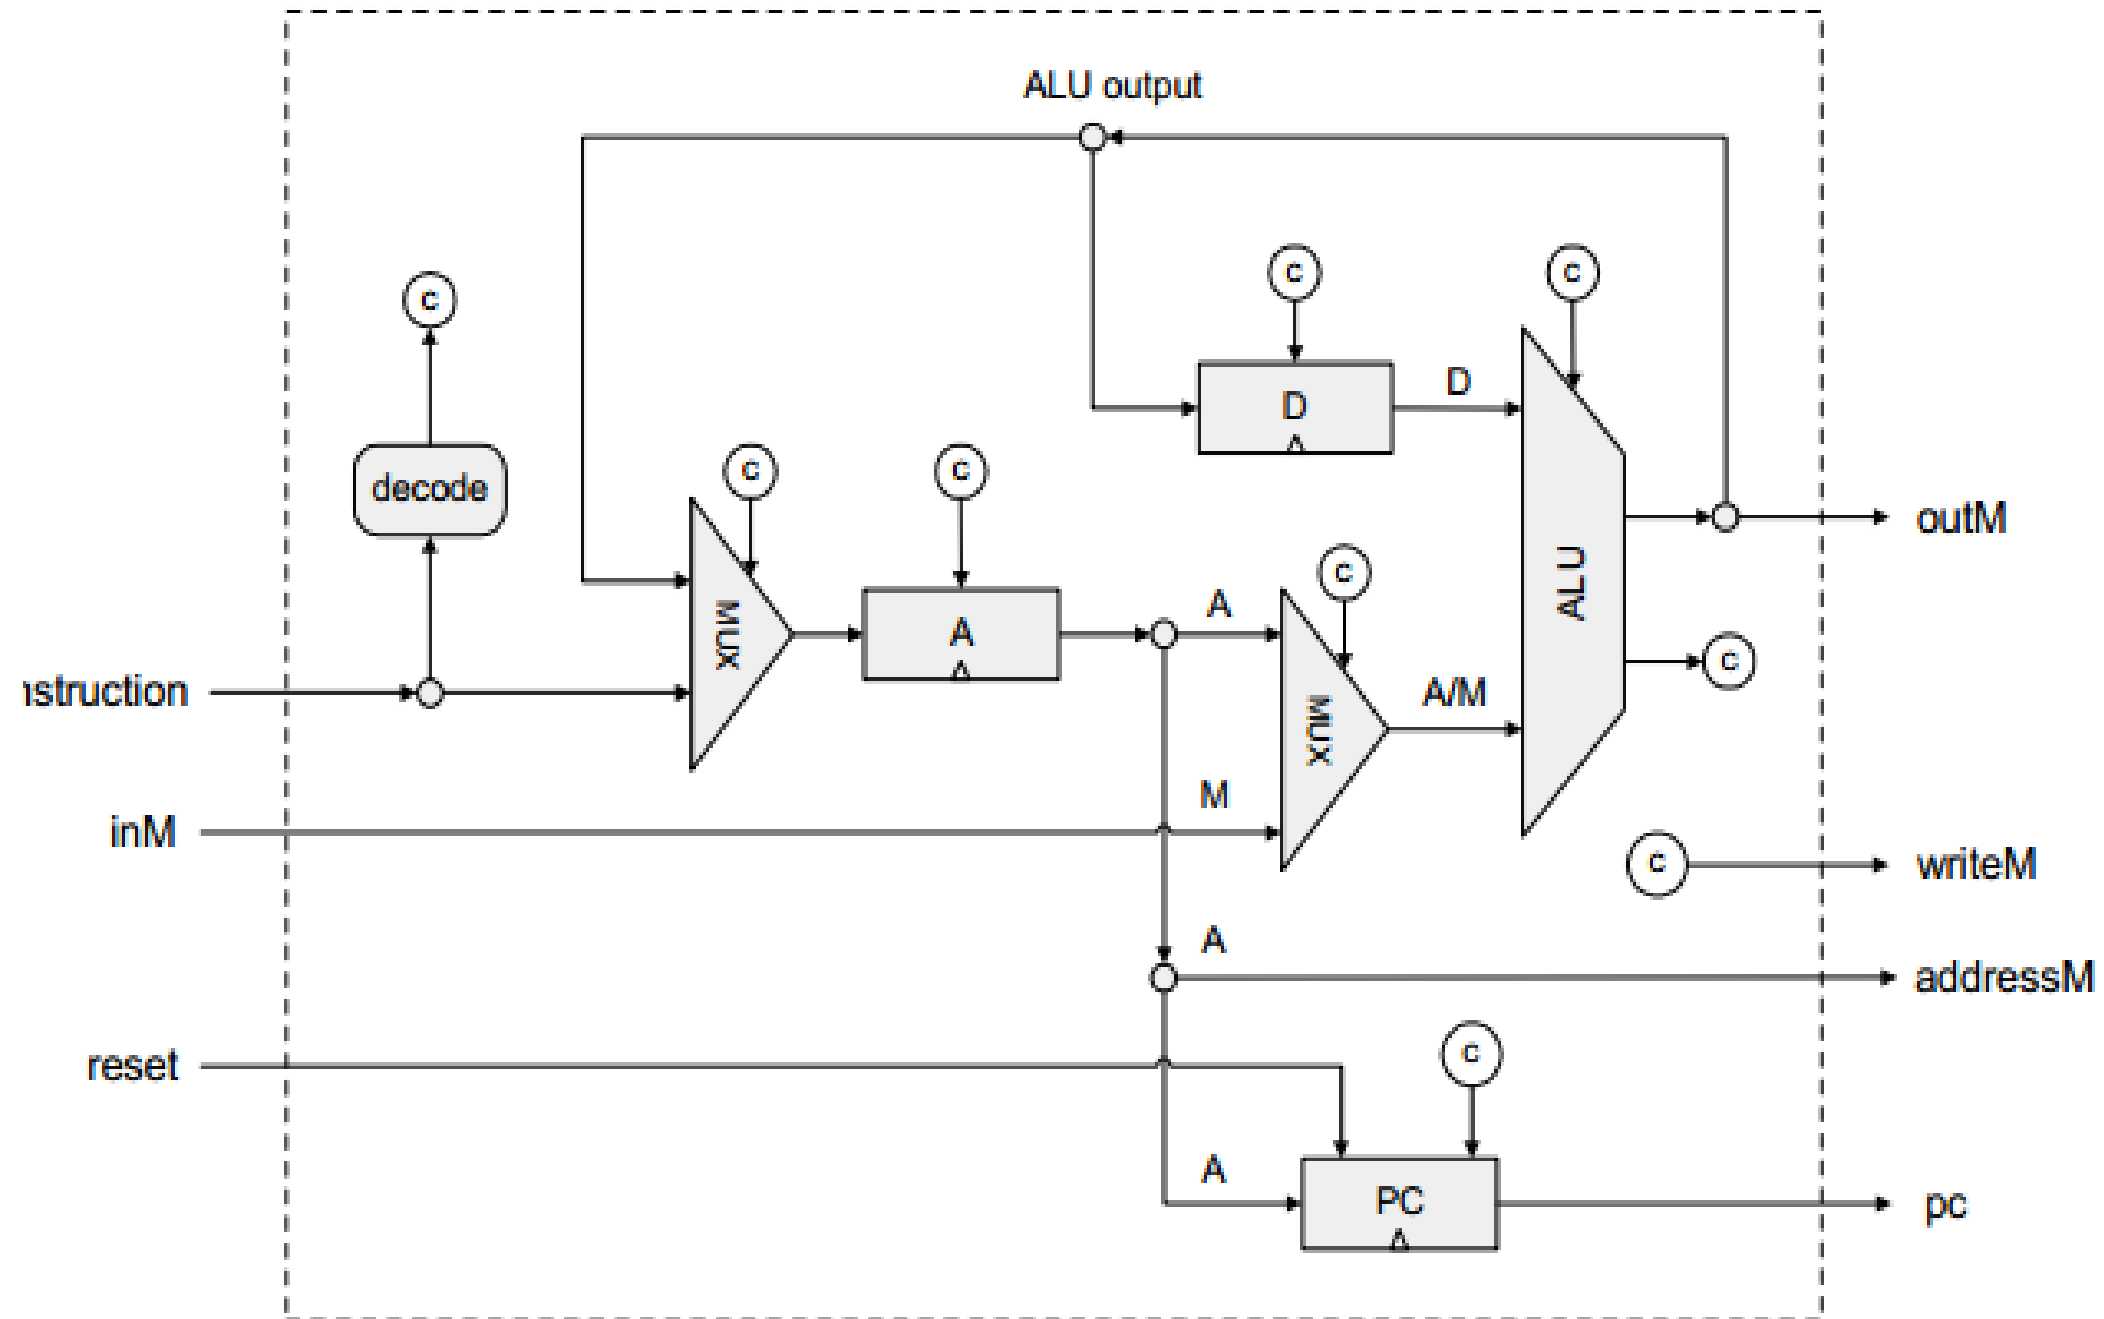 ALU output
c
c
c
D
D
c
c
decode
MUX
A
A
c
MUX
A/M
ALU
outM
c
nstruction
M
inM
c
writeM
A
addressM
reset
c
A
PC
pc